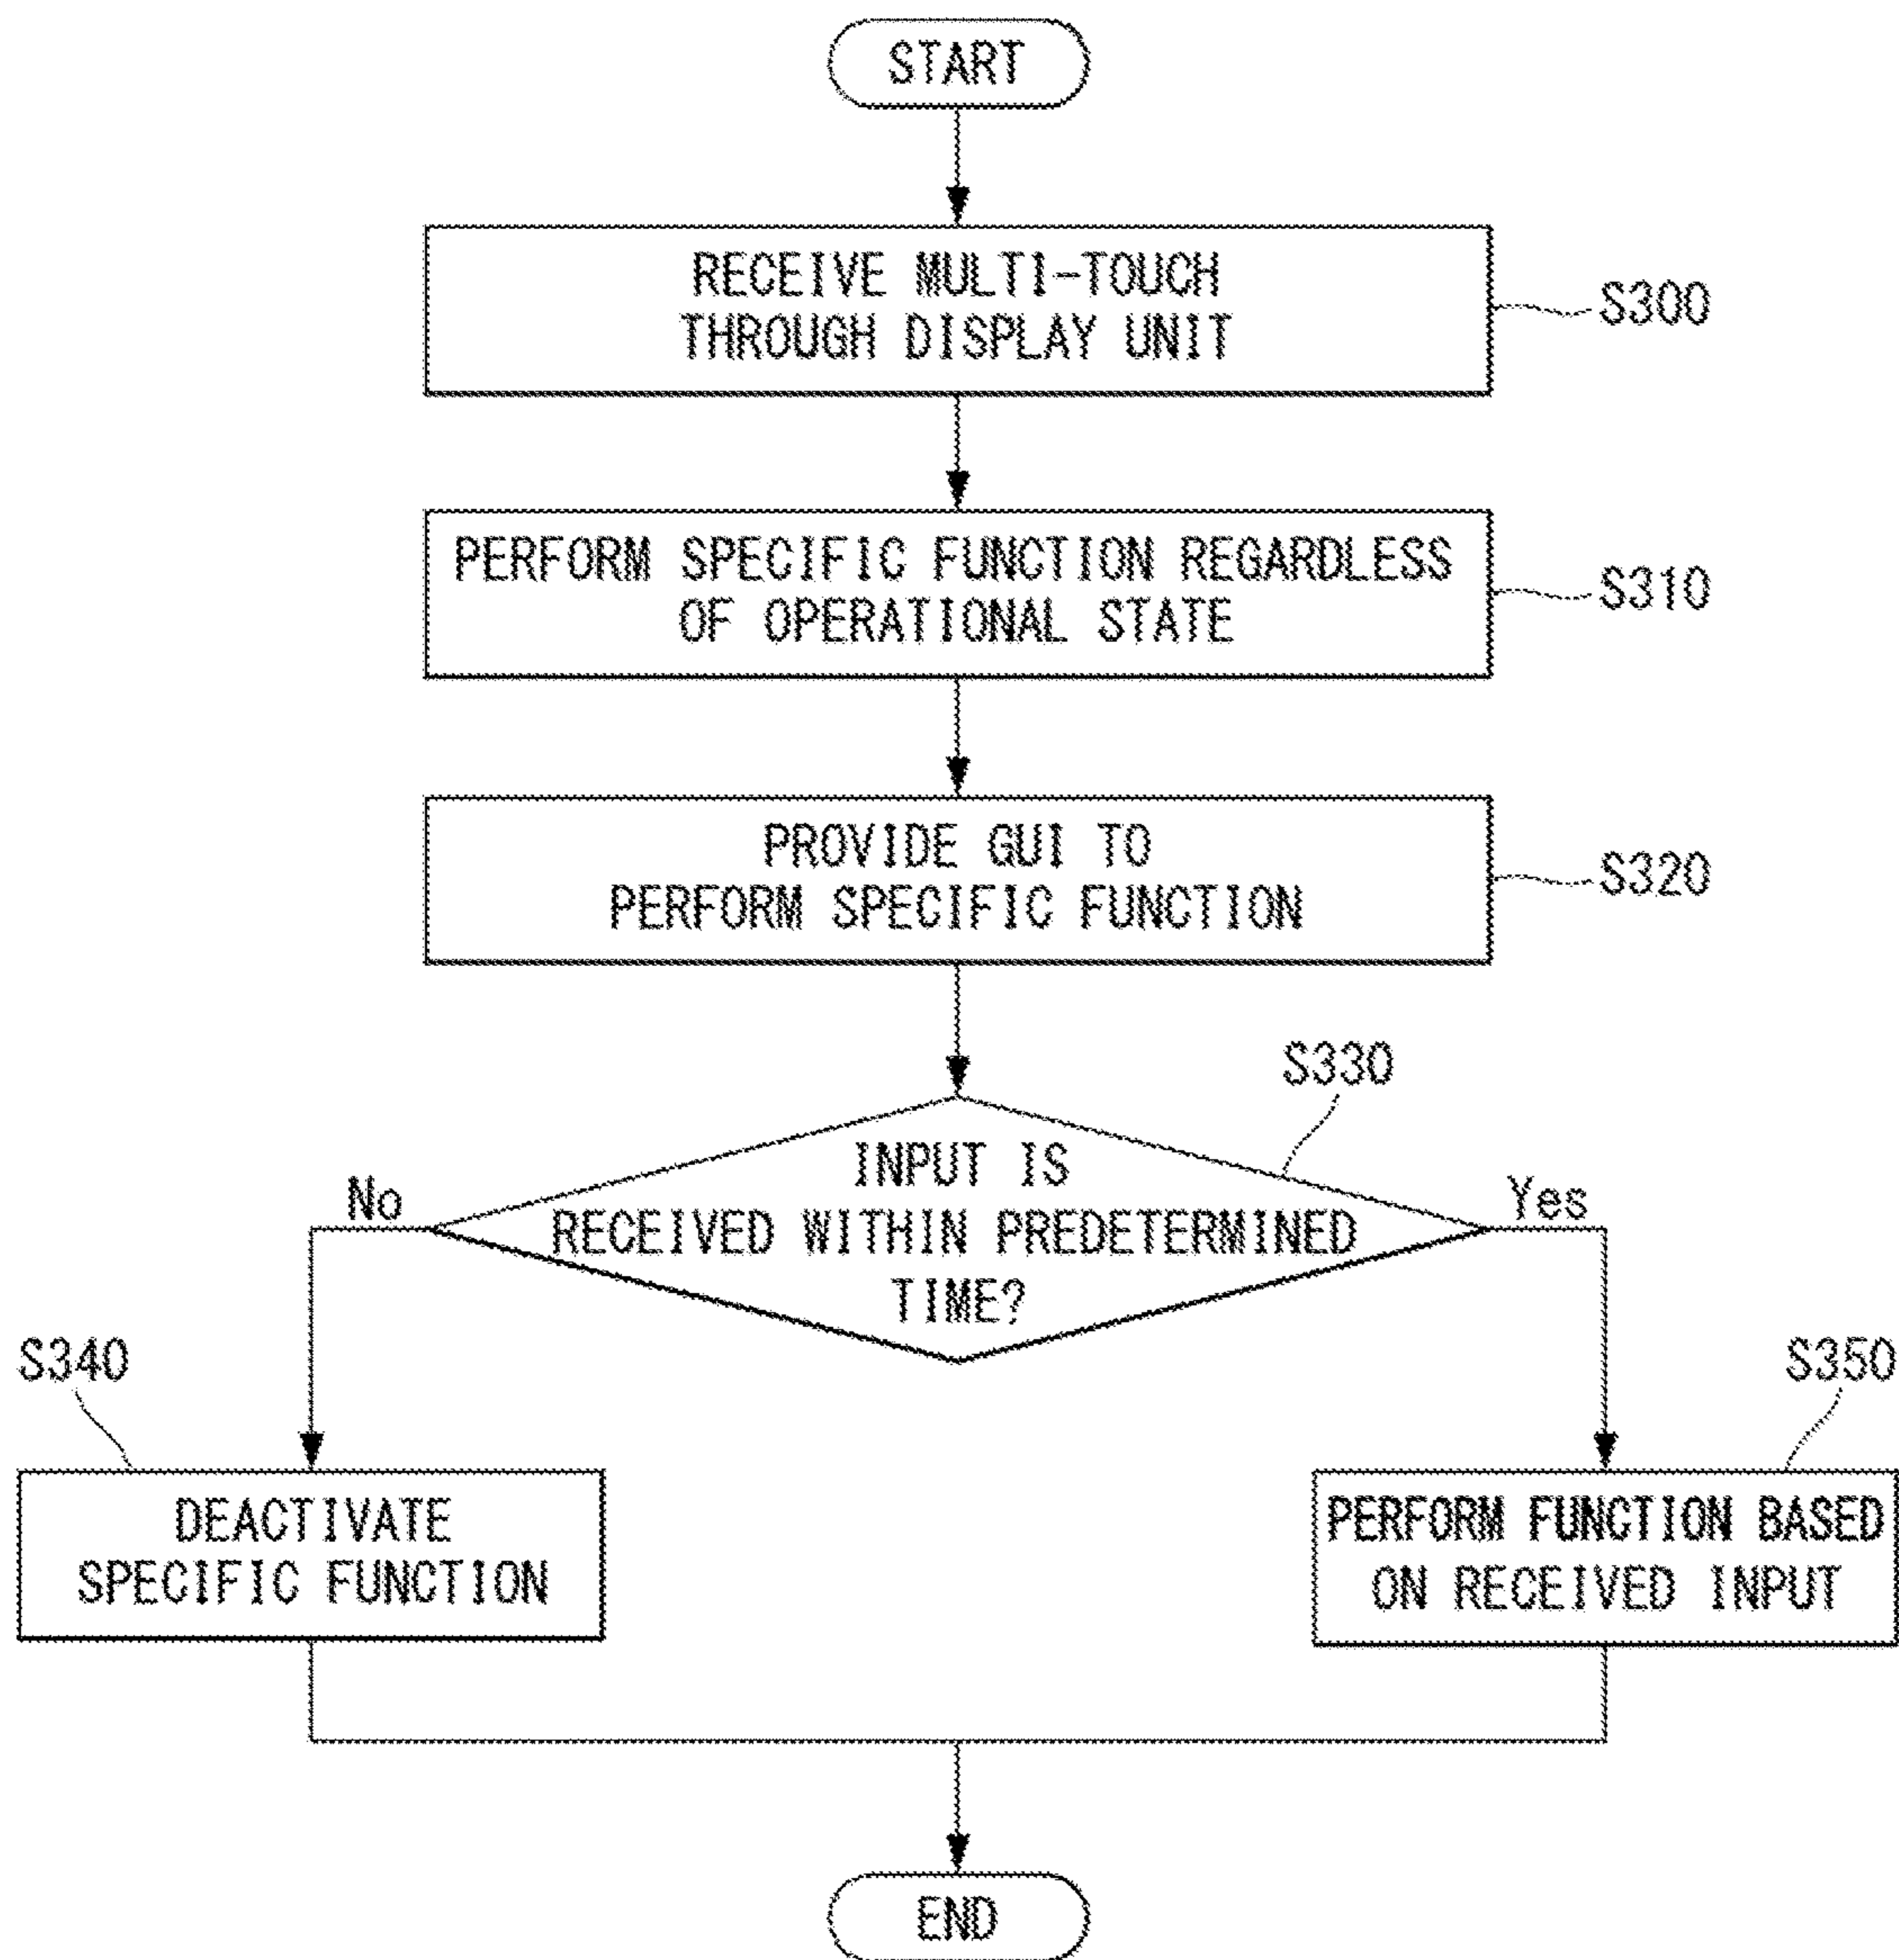 START
RECEIVE MULTI-TOUCH
THROUGH DISPLAY UNIT
S300
PERFORM SPECIFIC FUNCTION REGARDLESS
OF OPERATIONAL STATE
S310
PROVIDE GUI TO
PERFORM SPECIFIC FUNCTION
S320
S330
INPUT IS
RECEIVED WITHIN PREDETERMINED
TIME?
No
Yes
S340
DEACTIVATE
SPECIFIC FUNCTION
S350
PERFORM FUNCTION BASED
ON RECEIVED INPUT
END